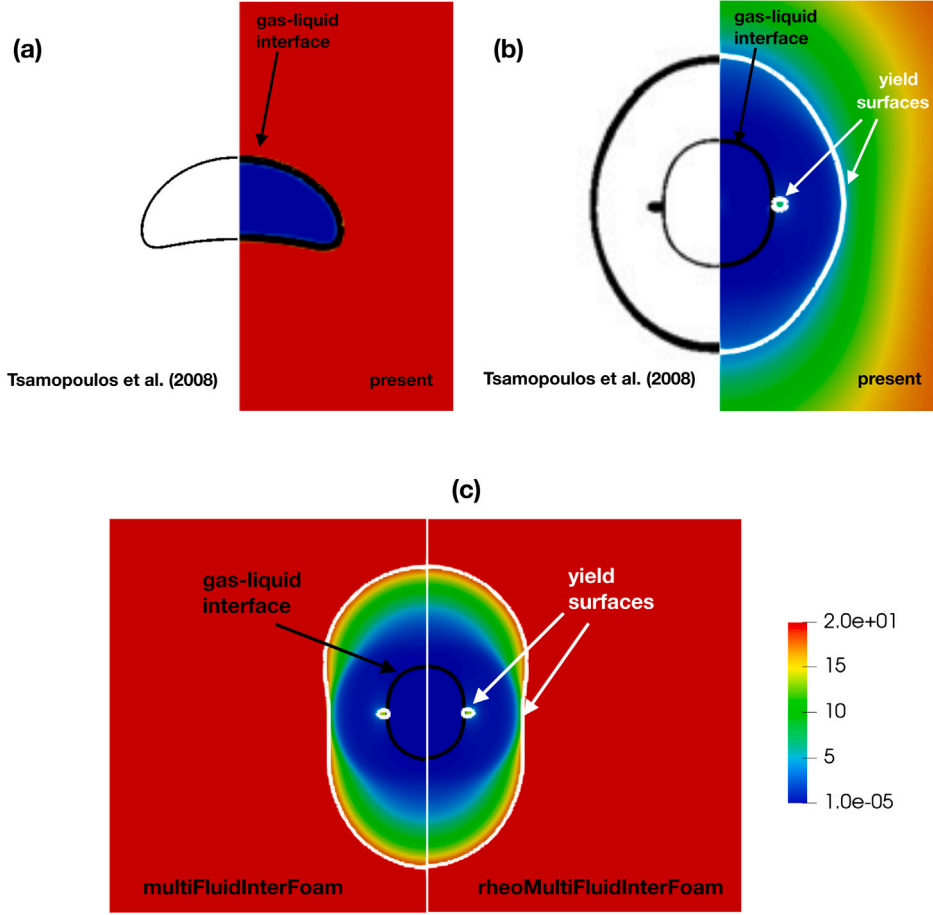 (a)
gas-liquid
interface
Tsamopoulos et al. (2008)
present
(b)
gas-liquid
interface
yield
surfaces
Tsamopoulos et al. (2008)
present
(c)
gas-liquid
interface
yield
surfaces
multiFluidInterFoam
rheoMultiFluidInterFoam
2.0e+01
15
10
5
1.0e-05